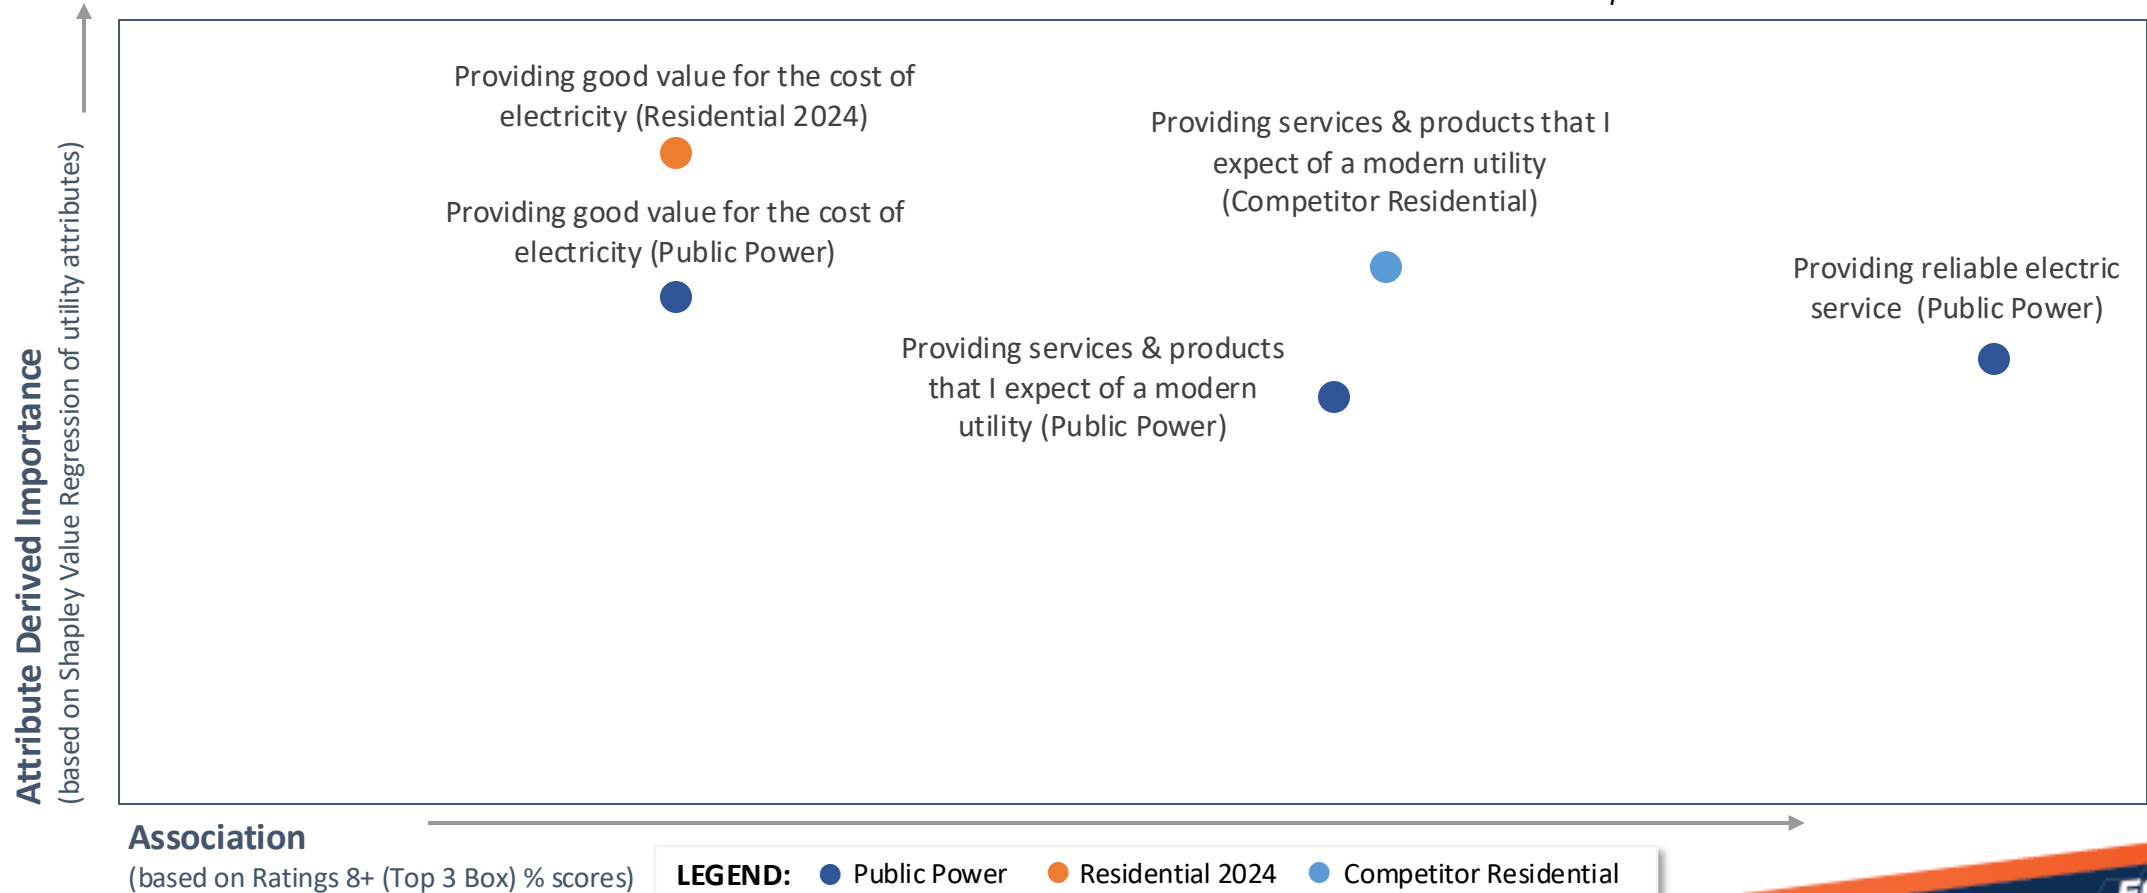 Providing good value for the cost of
electricity (Residential 2024)
Providing services & products that I
expect of a modern utility
(Competitor Residential)
Providing good value for the cost of
electricity (Public Power)
Providing reliable electric
service (Public Power)
Providing services & products
that I expect of a modern
utility (Public Power)
Attribute Derived Importance
(based on Shapley Value Regression of utility attributes)
Association
(based on Ratings 8+ (Top 3 Box) % scores)
LEGEND: Public Power Residential 2024 Competitor Residential